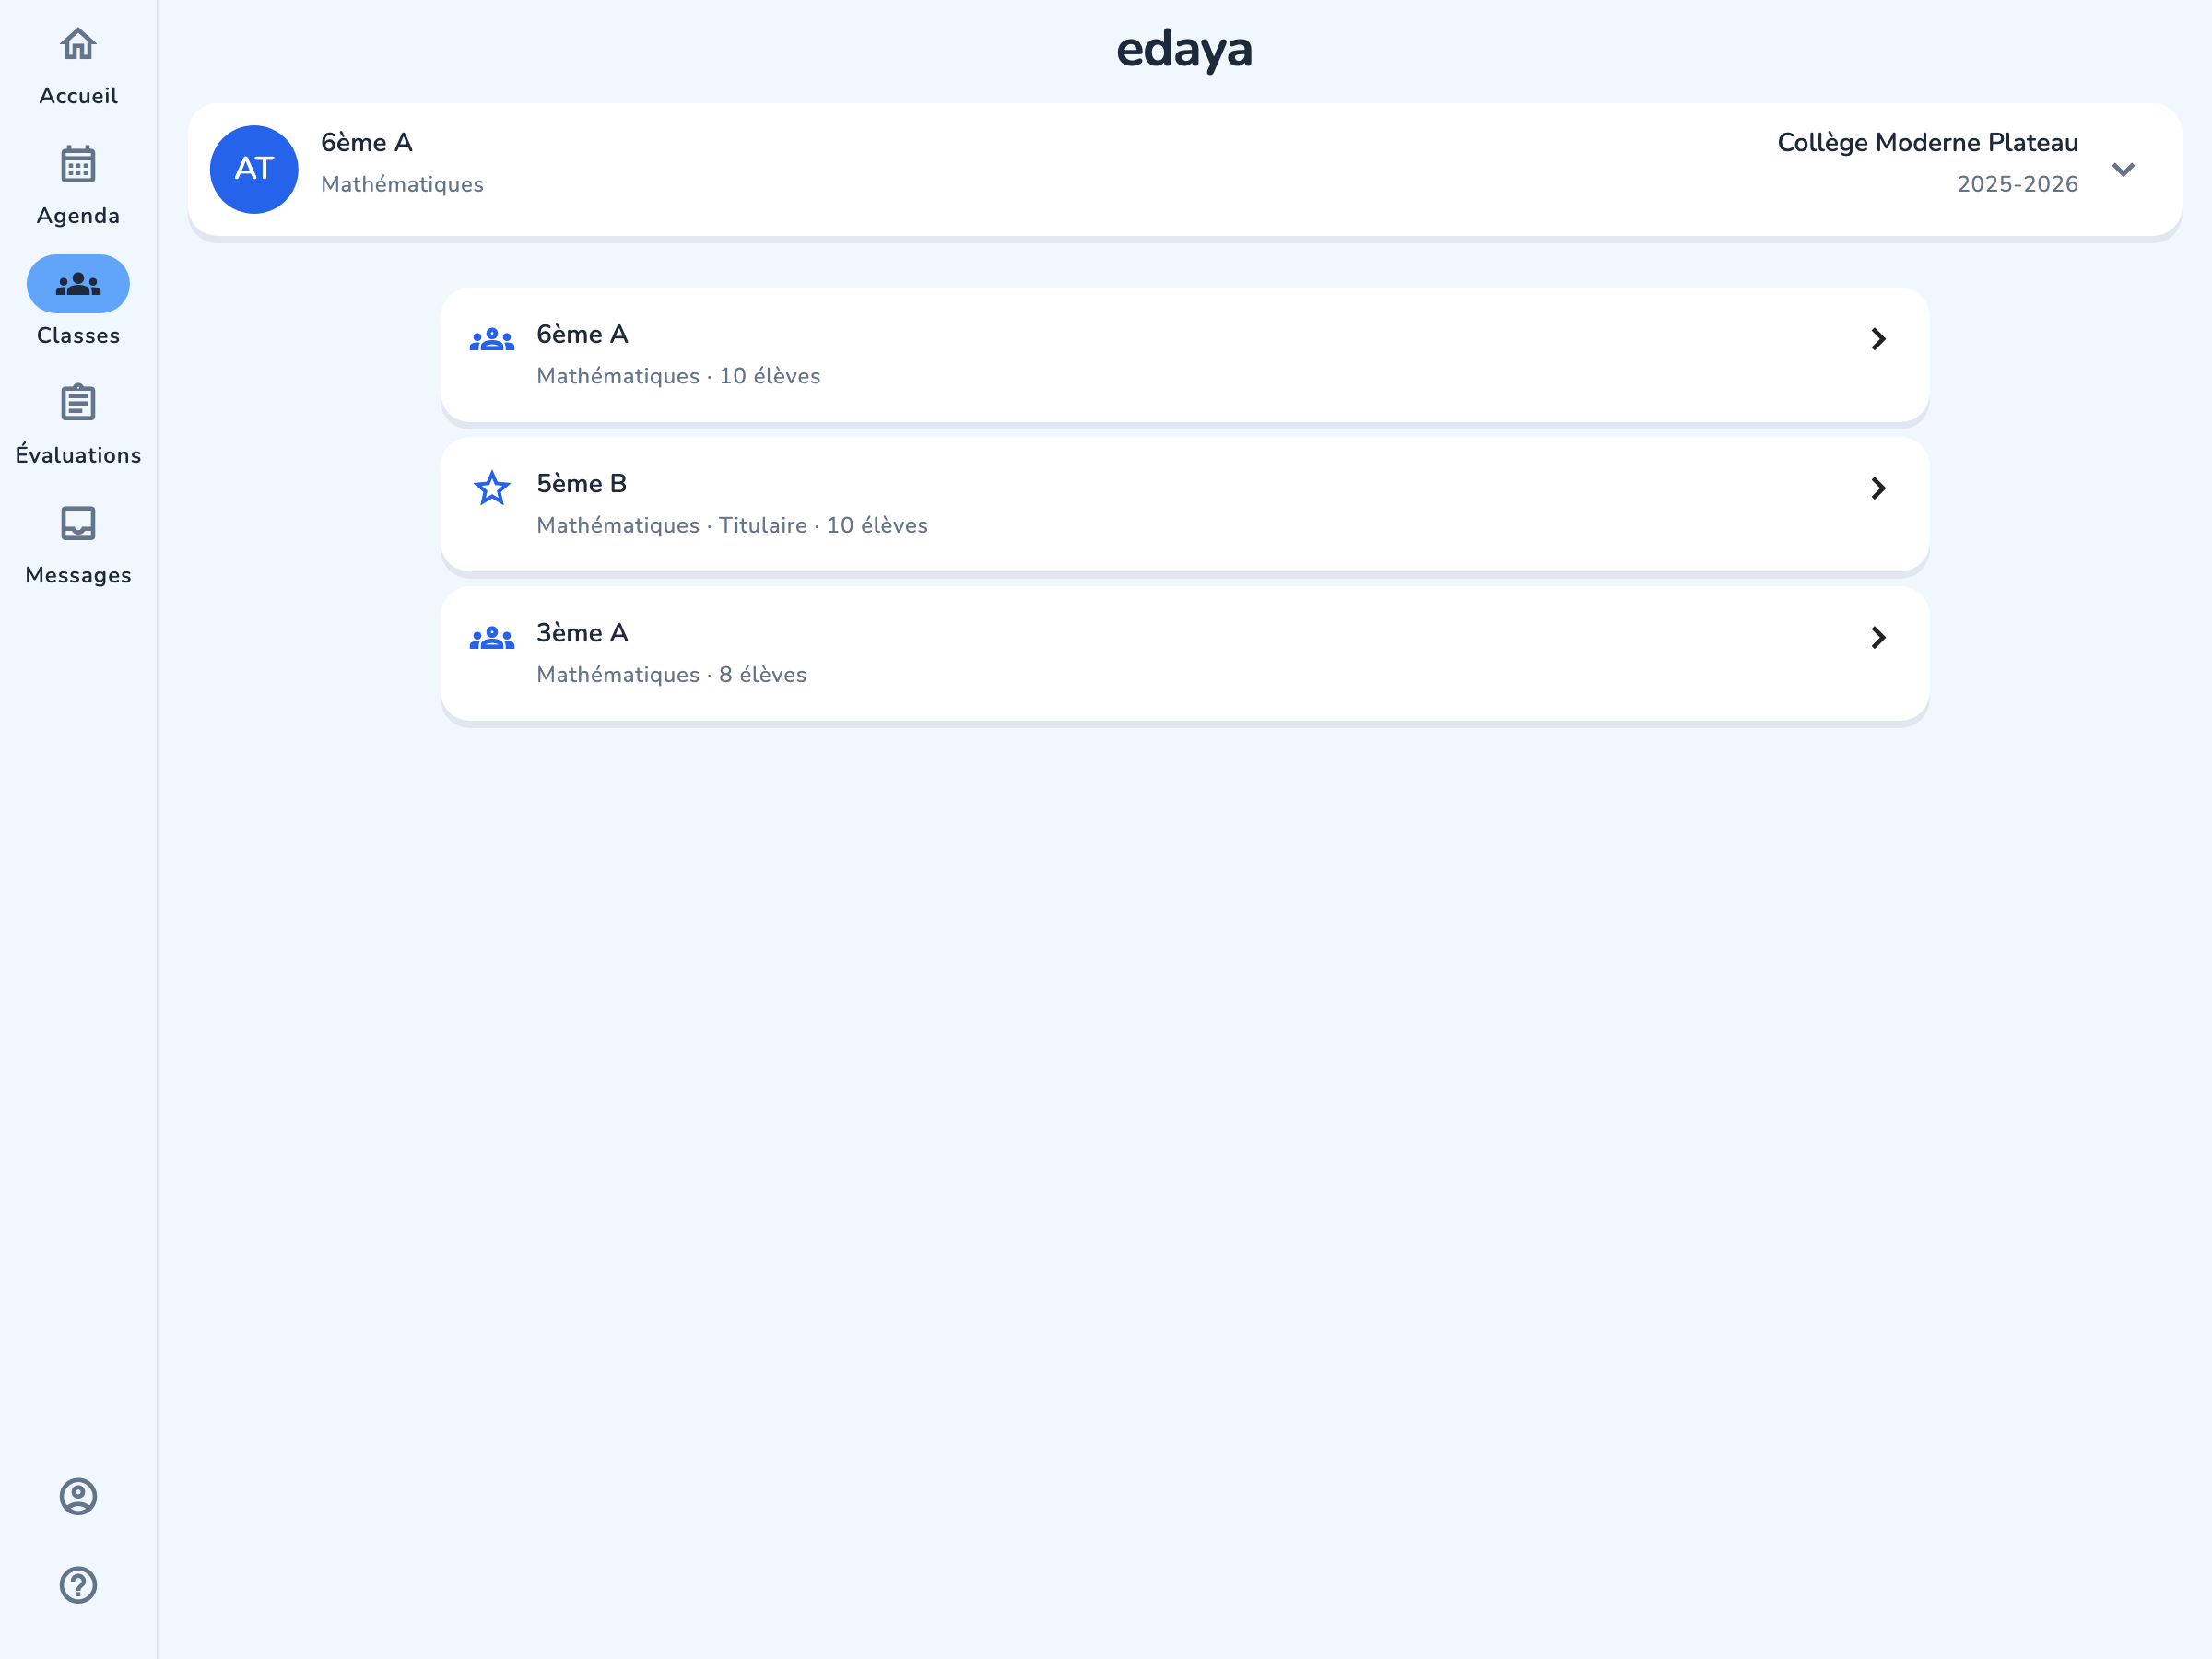 edaya
Accueil
Agenda
Classes
Évaluations
Messages
AT
6ème A
Mathématiques
Collège Moderne Plateau
2025-2026
6ème A
Mathématiques · 10 élèves
5ème B
Mathématiques · Titulaire · 10 élèves
3ème A
Mathématiques · 8 élèves